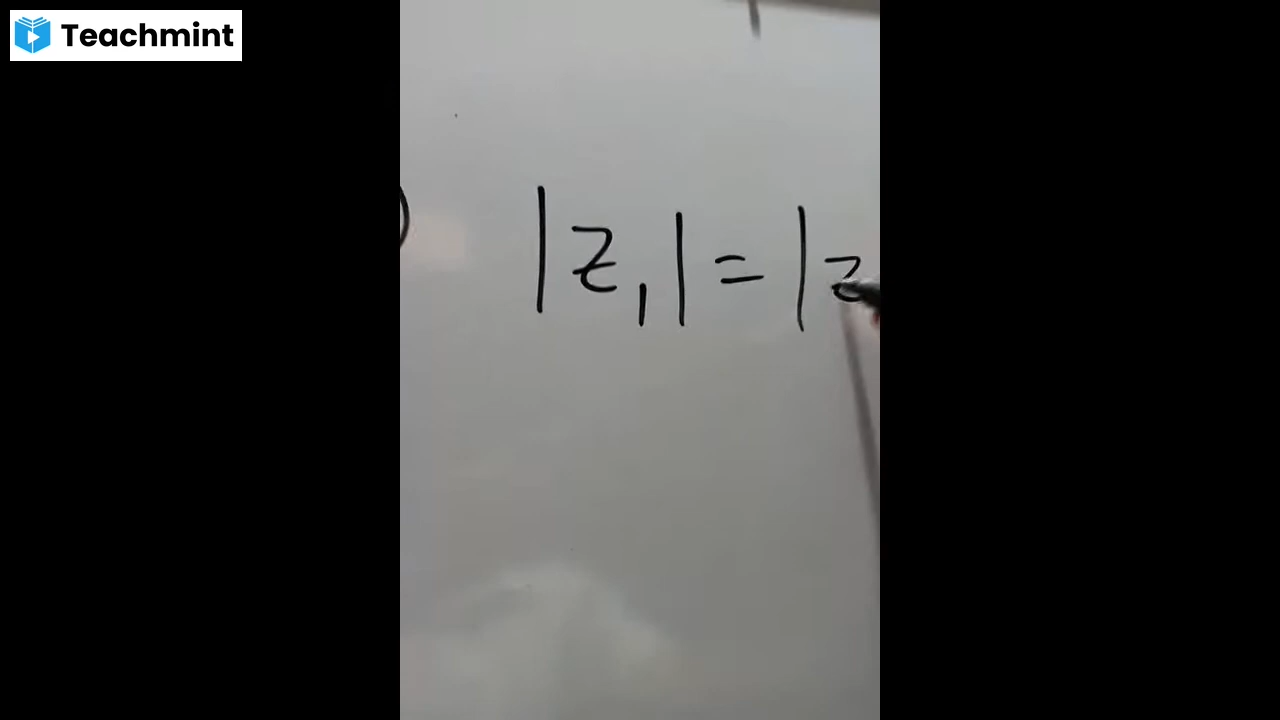 Teachmint
|z₁| = |z